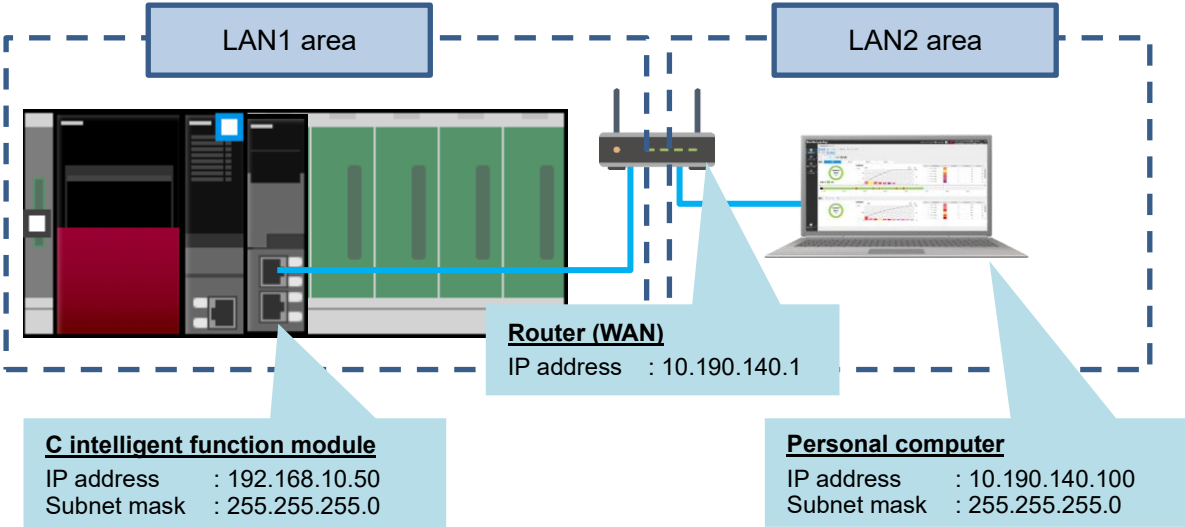 LAN1 area
LAN2 area
Router (WAN)
IP address : 10.190.140.1
C intelligent function module
IP address : 192.168.10.50
Subnet mask : 255.255.255.0
Personal computer
IP address : 10.190.140.100
Subnet mask : 255.255.255.0